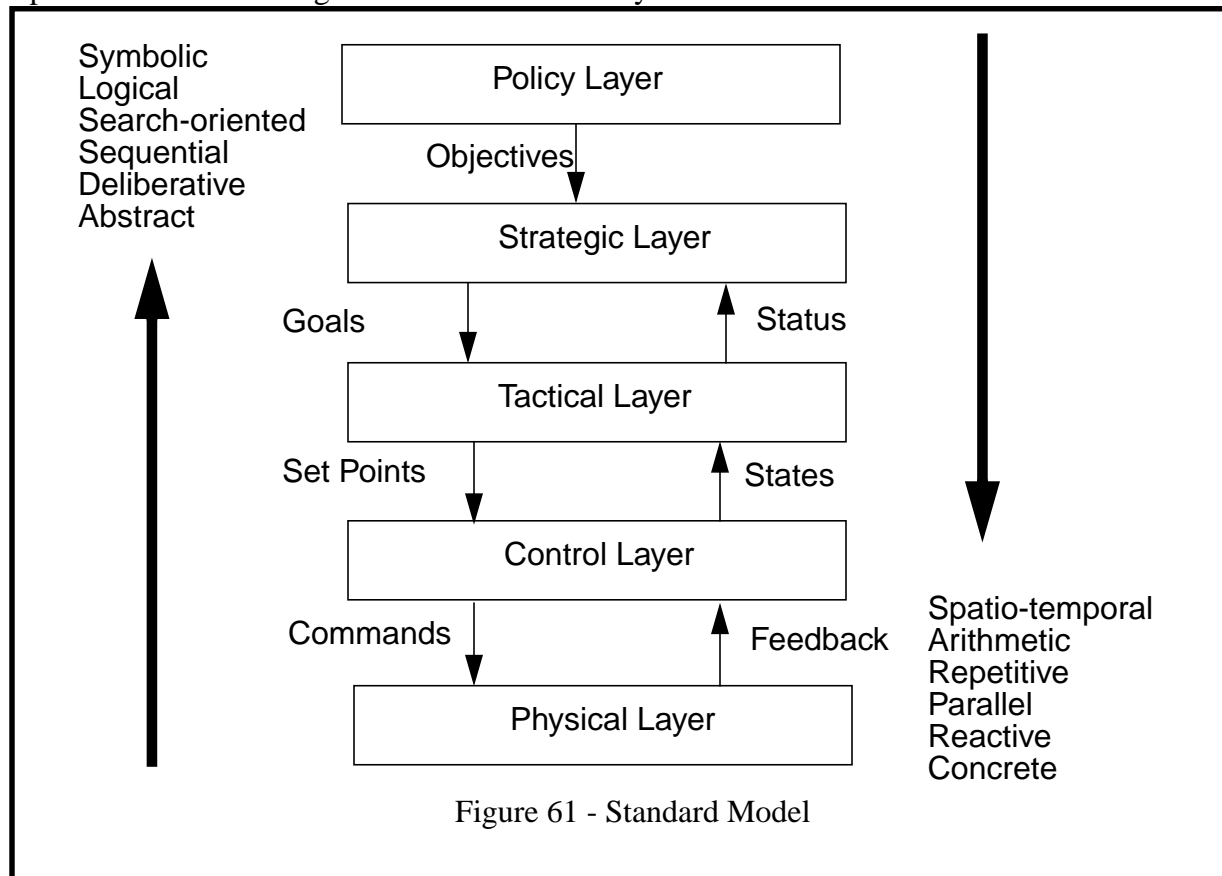 Symbolic
Logical
Search-oriented
Sequential
Deliberative
Abstract
Policy Layer
Objectives
Strategic Layer
Goals
Status
Tactical Layer
Set Points
States
Control Layer
Commands
Feedback
Physical Layer
Spatio-temporal
Arithmetic
Repetitive
Parallel
Reactive
Concrete
Figure 61 - Standard Model